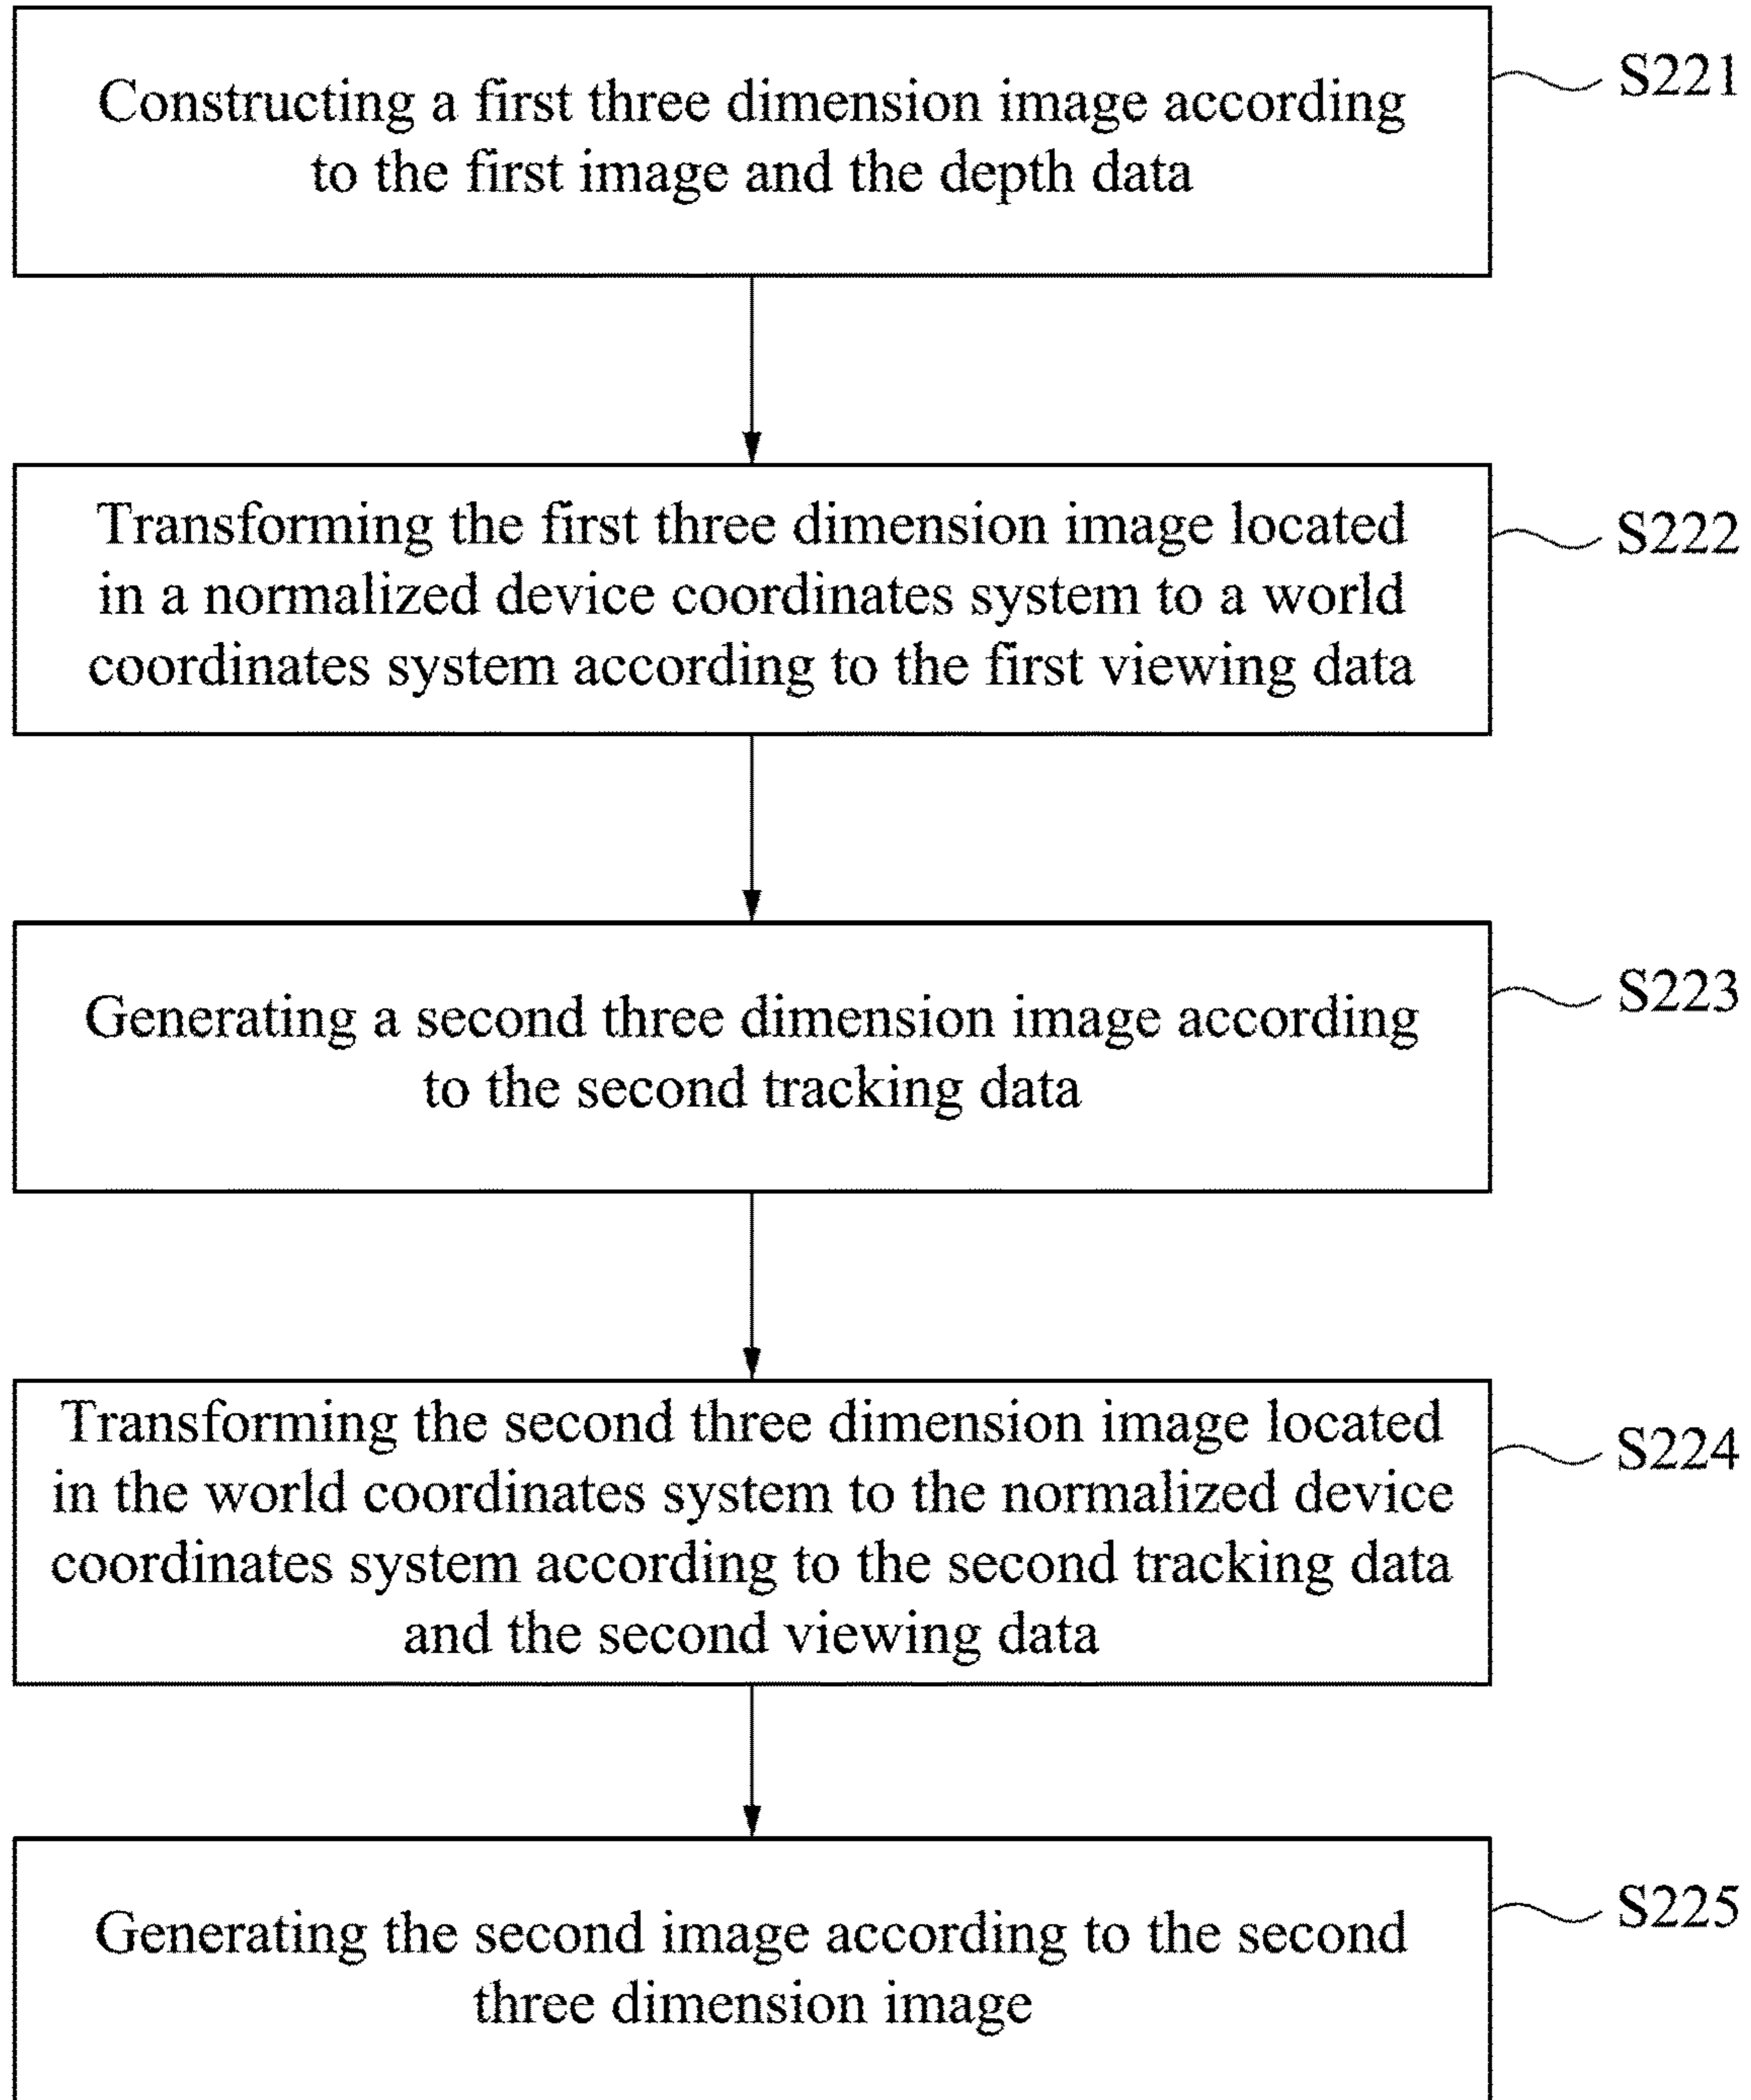 Constructing a first three dimension image according
to the first image and the depth data
S221
Transforming the first three dimension image located
in a normalized device coordinates system to a world
coordinates system according to the first viewing data
S222
Generating a second three dimension image according
to the second tracking data
S223
Transforming the second three dimension image located
in the world coordinates system to the normalized device
coordinates system according to the second tracking data
and the second viewing data
S224
Generating the second image according to the second
three dimension image
S225